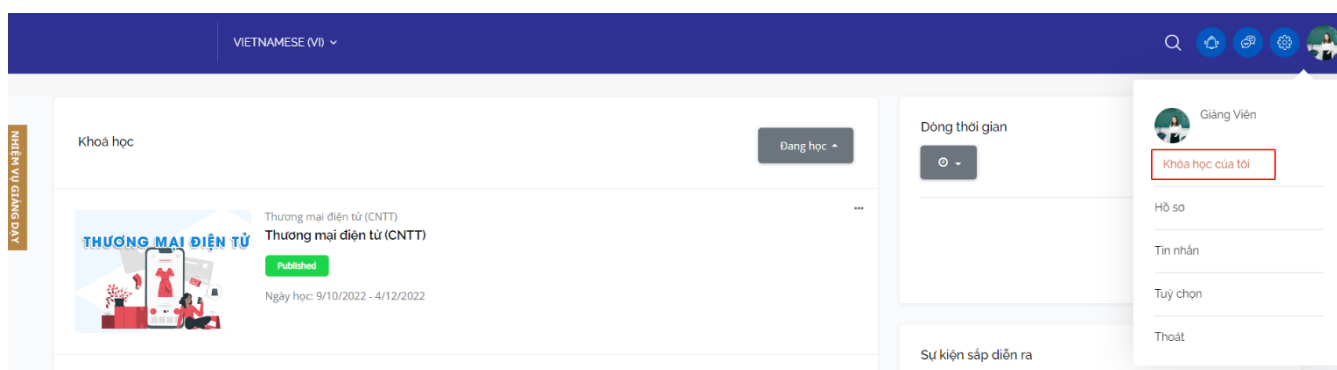 VIETNAMESE (VI)
NHIỆM VỤ GIẢNG DẠY
Khoá học
Đang học
THƯƠNG MẠI ĐIỆN TỬ
Thương mại điện tử (CNTT)
Thương mại điện tử (CNTT)
Published
Ngày học: 9/10/2022 - 4/12/2022
Dòng thời gian
Sự kiện sắp diễn ra
Giảng Viên
Khóa học của tôi
Hồ sơ
Tin nhắn
Tuỳ chọn
Thoát